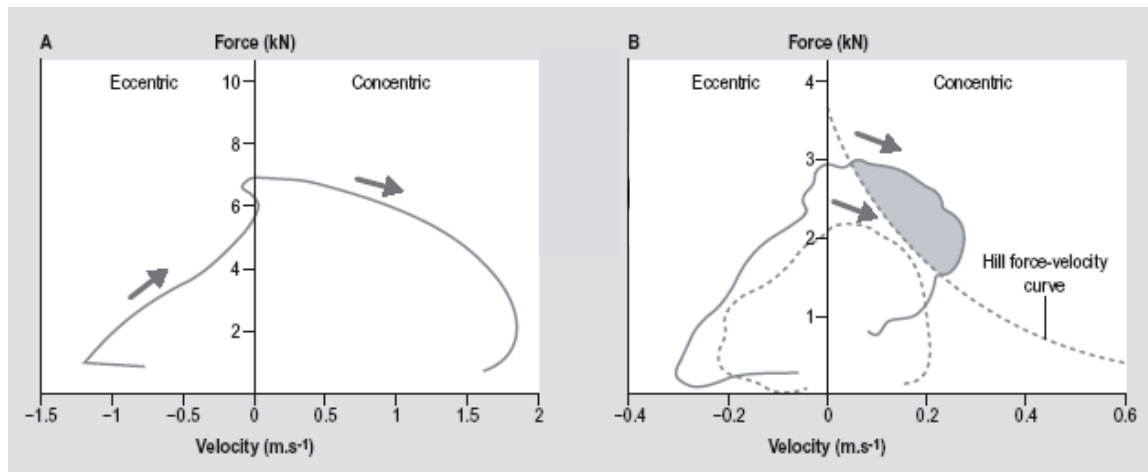 A Force (kN)
Eccentric Concentric
10
8
6
4
2
−1.5 −1 −0.5 0 0.5 1 1.5 2
Velocity (m.s-1)
B Force (kN)
Eccentric Concentric
4
3
2
1
Hill force-velocity
curve
−0.4 −0.2 0 0.2 0.4 0.6
Velocity (m.s-1)